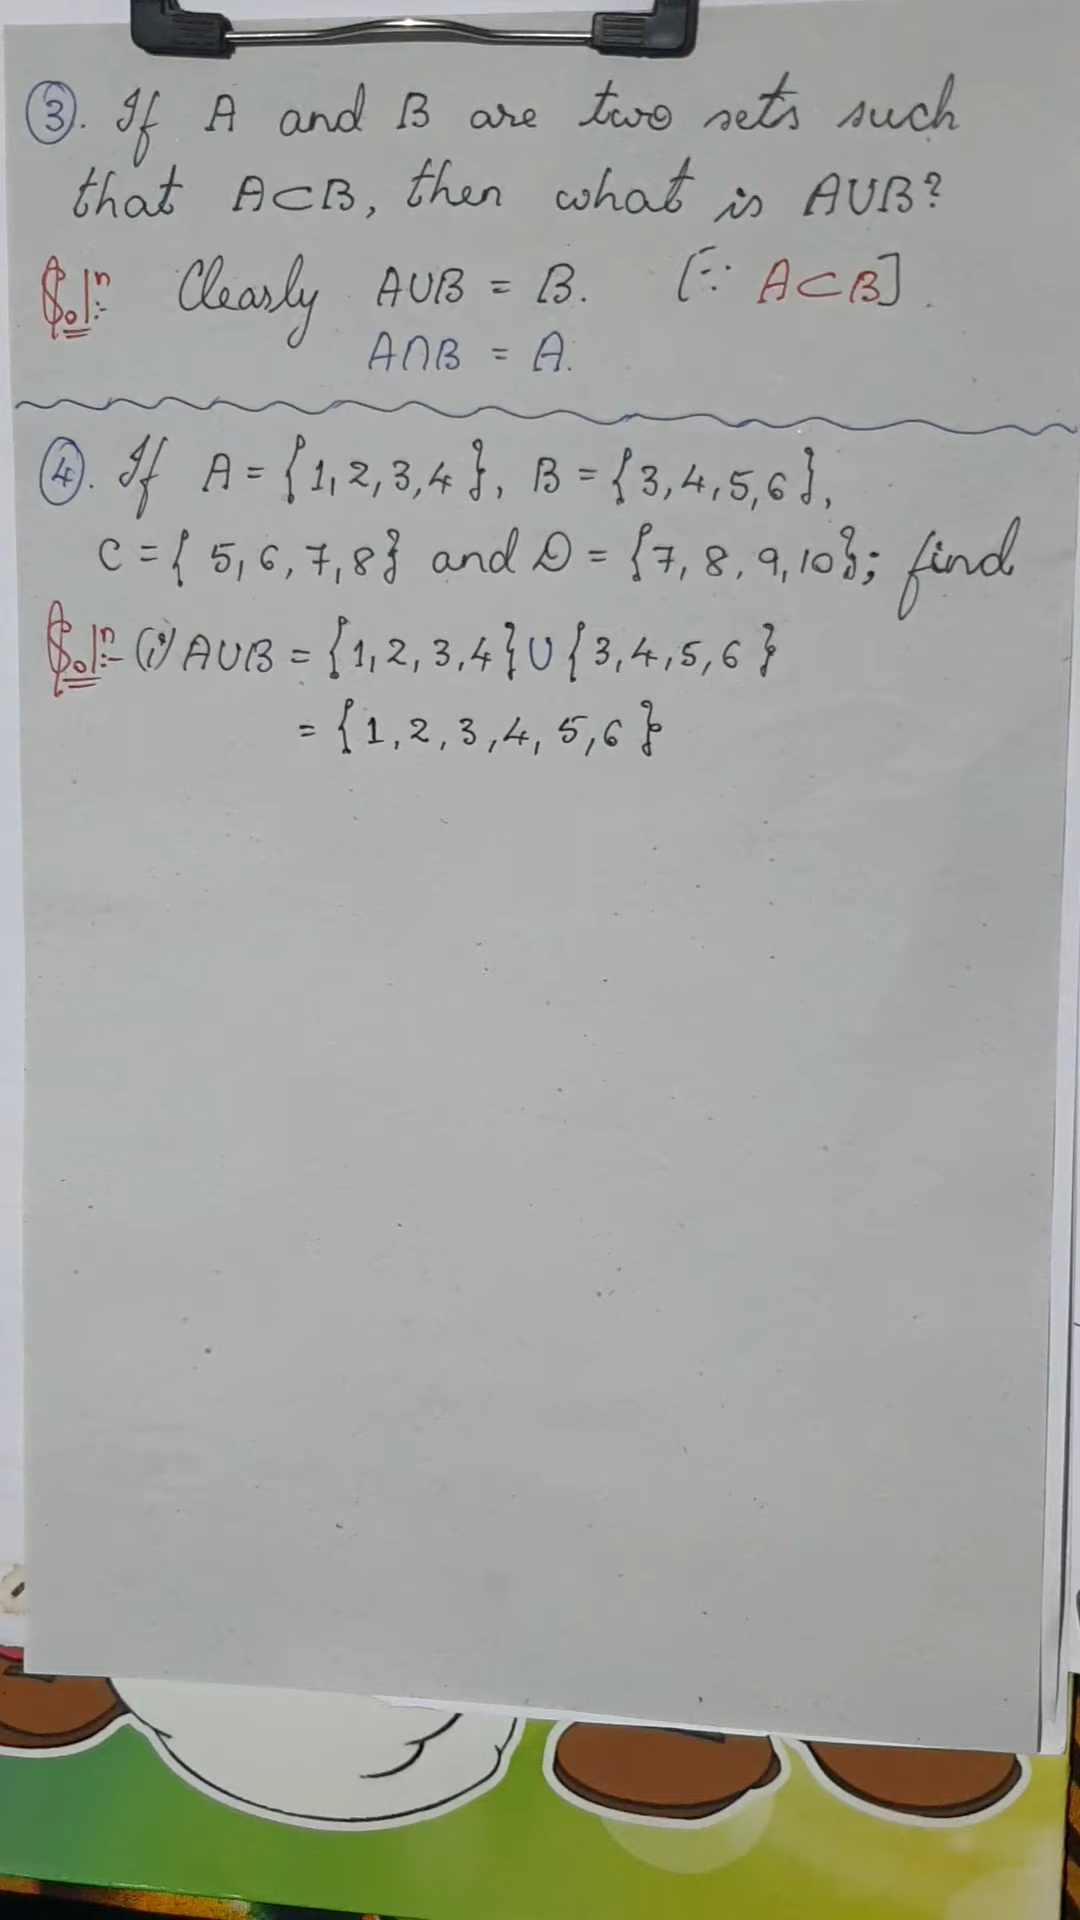 ③. If A and B are two sets such
that A⊂B, then what is A∪B?
Solⁿ:- Clearly A∪B = B. [∵ A⊂B].
A∩B = A.
④. If A = {1,2,3,4}, B = {3,4,5,6},
C = {5,6,7,8} and D = {7,8,9,10}; find
Solⁿ:- (i) A∪B = {1,2,3,4} ∪ {3,4,5,6}
= {1,2,3,4,5,6}